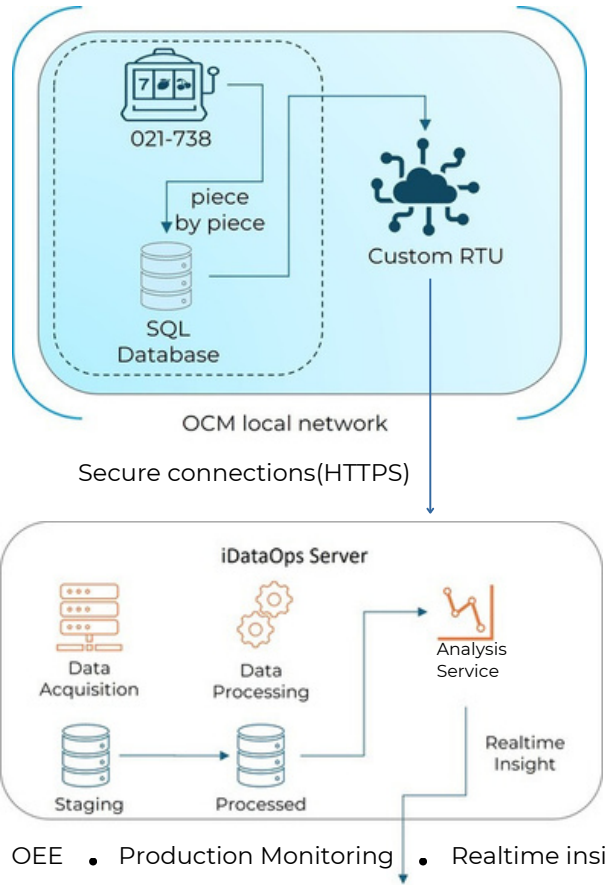 7
021-738
piece
by piece
Custom RTU
SQL
Database
OCM local network
Secure connections(HTTPS)
iDataOps Server
Data
Acquisition
Data
Processing
Analysis
Service
Realtime
Insight
Staging
Processed
OEE • Production Monitoring • Realtime insi